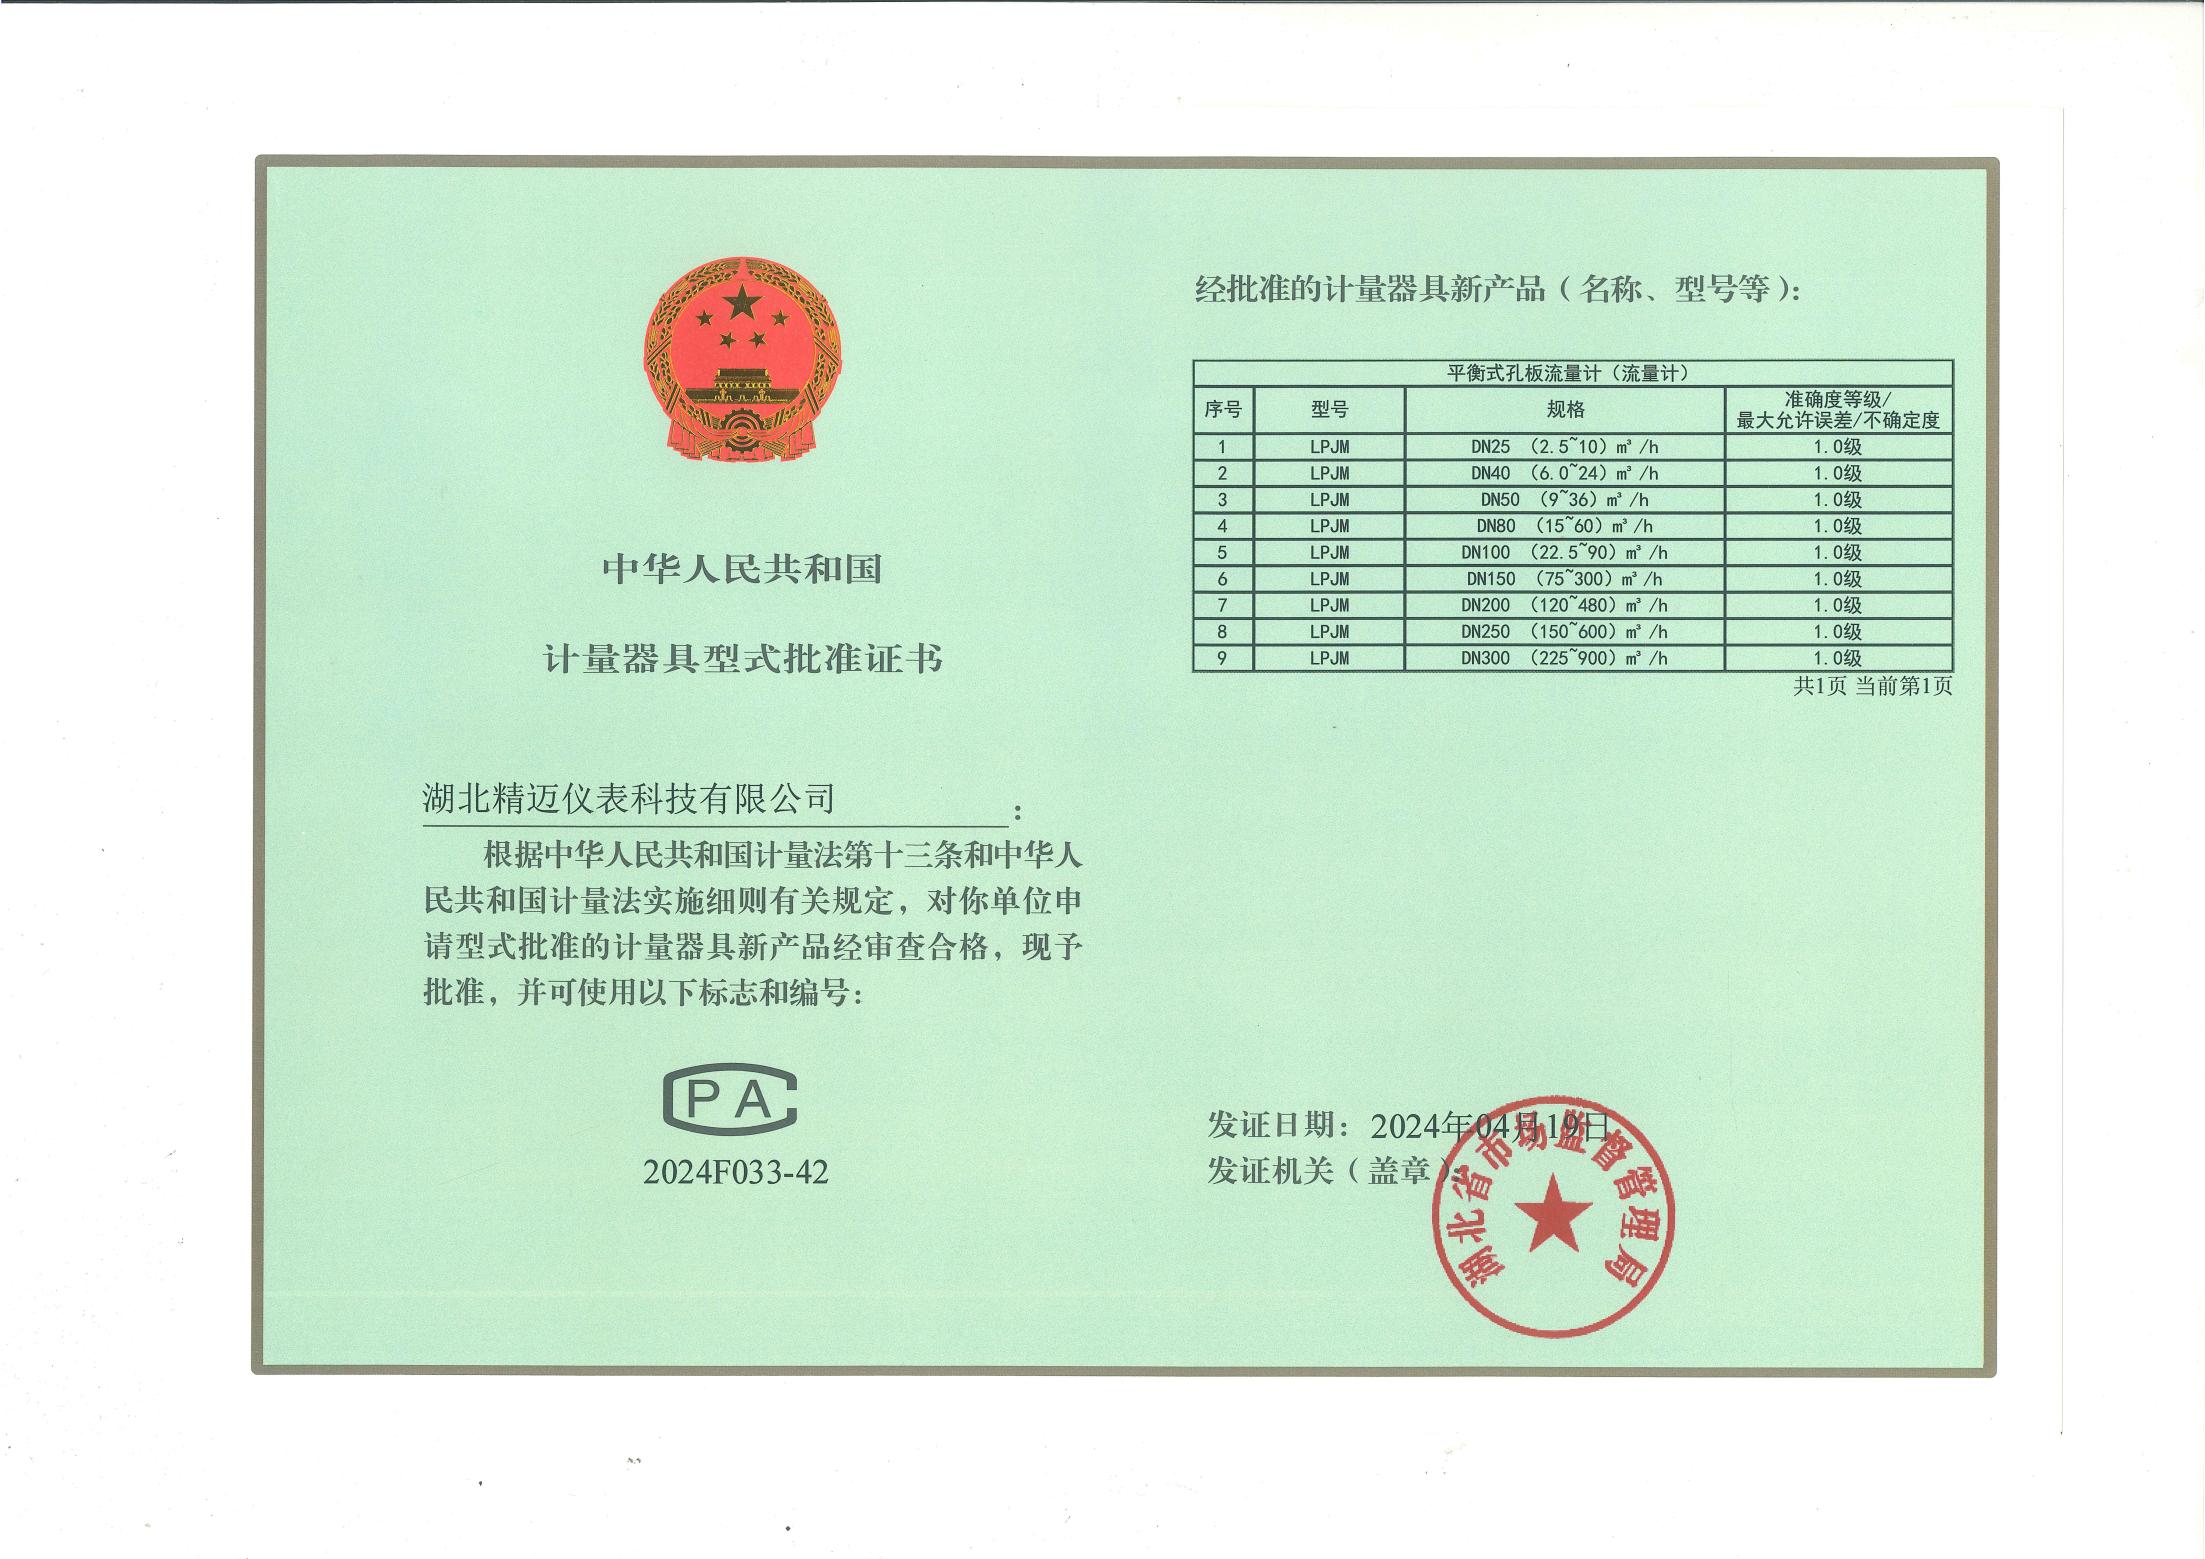 中华人民共和国
计量器具型式批准证书
湖北精迈仪表科技有限公司 :
根据中华人民共和国计量法第十三条和中华人
民共和国计量法实施细则有关规定，对你单位申
请型式批准的计量器具新产品经审查合格，现予
批准，并可使用以下标志和编号：
PAC
2024F033-42
经批准的计量器具新产品（名称、型号等）：
平衡式孔板流量计（流量计）
序号 型号 规格 准确度等级/
最大允许误差/不确定度
1 LPJM DN25 （2.5~10）m³/h 1.0级
2 LPJM DN40 （6.0~24）m³/h 1.0级
3 LPJM DN50 （9~36）m³/h 1.0级
4 LPJM DN80 （15~60）m³/h 1.0级
5 LPJM DN100 （22.5~90）m³/h 1.0级
6 LPJM DN150 （75~300）m³/h 1.0级
7 LPJM DN200 （120~480）m³/h 1.0级
8 LPJM DN250 （150~600）m³/h 1.0级
9 LPJM DN300 （225~900）m³/h 1.0级
共1页 当前第1页
发证日期：2024年04月19日
发证机关（盖章）：
湖北省市场监督管理局